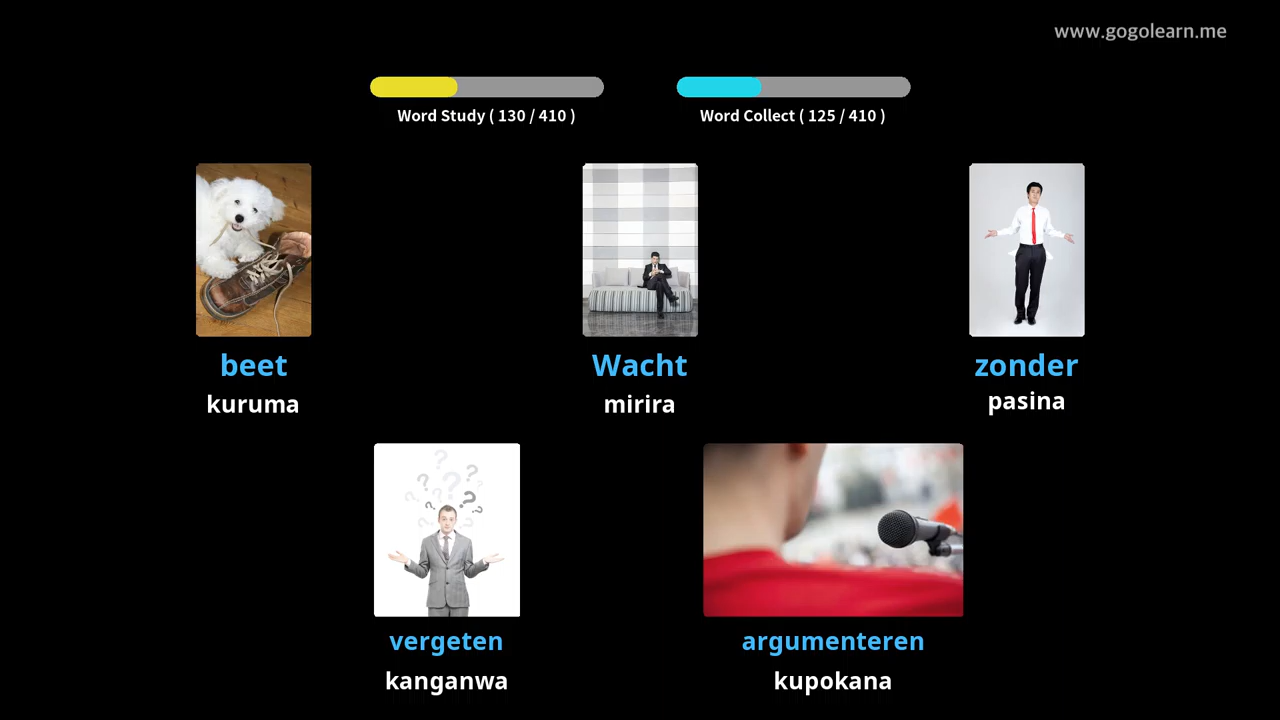 www.gogolearn.me
Word Study ( 130 / 410 )
Word Collect ( 125 / 410 )
beet
kuruma
Wacht
mirira
zonder
pasina
vergeten
kanganwa
argumenteren
kupokana